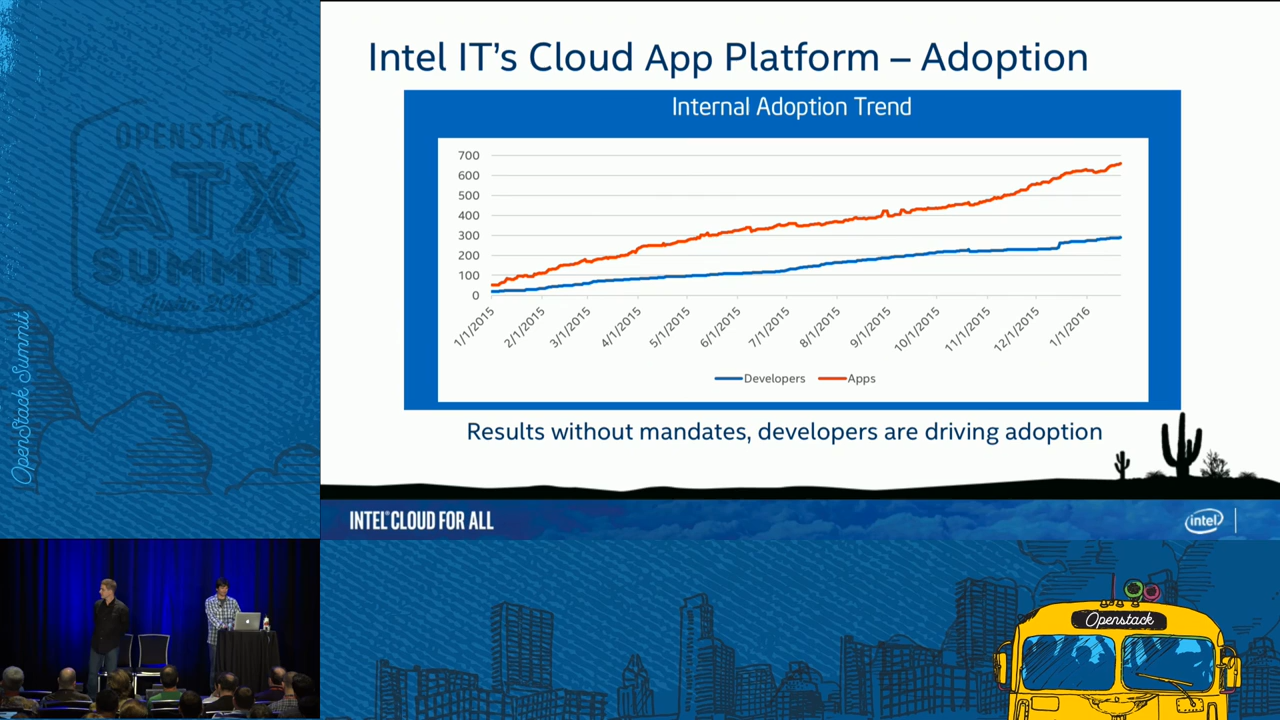 OPENSTACK
ATX
SUMMIT
Austin 2016
OpenStack Summit
Intel IT's Cloud App Platform – Adoption
Internal Adoption Trend
700
600
500
400
300
200
100
0
1/1/2015
2/1/2015
3/1/2015
4/1/2015
5/1/2015
6/1/2015
7/1/2015
8/1/2015
9/1/2015
10/1/2015
11/1/2015
12/1/2015
1/1/2016
Developers
Apps
Results without mandates, developers are driving adoption
INTEL® CLOUD FOR ALL
intel
Openstack